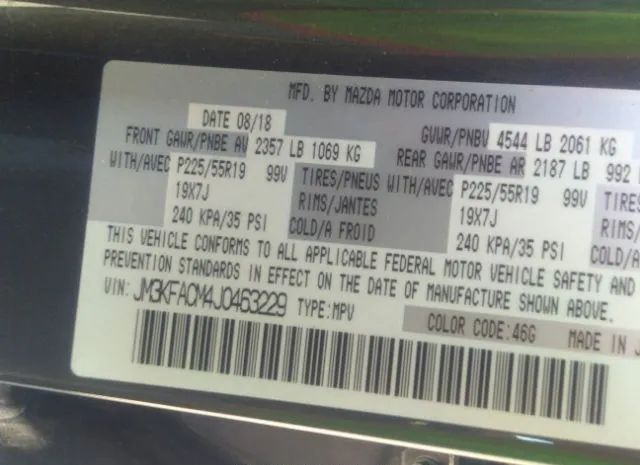 MFD. BY MAZDA MOTOR CORPORATION
DATE 08/18 GVWR/PNBV 4544 LB 2061 KG
FRONT GAWR/PNBE AV 2357 LB 1069 KG REAR GAWR/PNBE AR 2187 LB 992
WITH/AVEC P225/55R19 99V TIRES/PNEUS WITH/AVEC P225/55R19 99V TIRES
19X7J RIMS/JANTES 19X7J RIMS/
240 KPA/35 PSI COLD/A FROID 240 KPA/35 PSI COLD/
THIS VEHICLE CONFORMS TO ALL APPLICABLE FEDERAL MOTOR VEHICLE SAFETY AND
PREVENTION STANDARDS IN EFFECT ON THE DATE OF MANUFACTURE SHOWN ABOVE.
VIN: JM3KFACM4J0463229 TYPE:MPV
COLOR CODE:46G MADE IN J